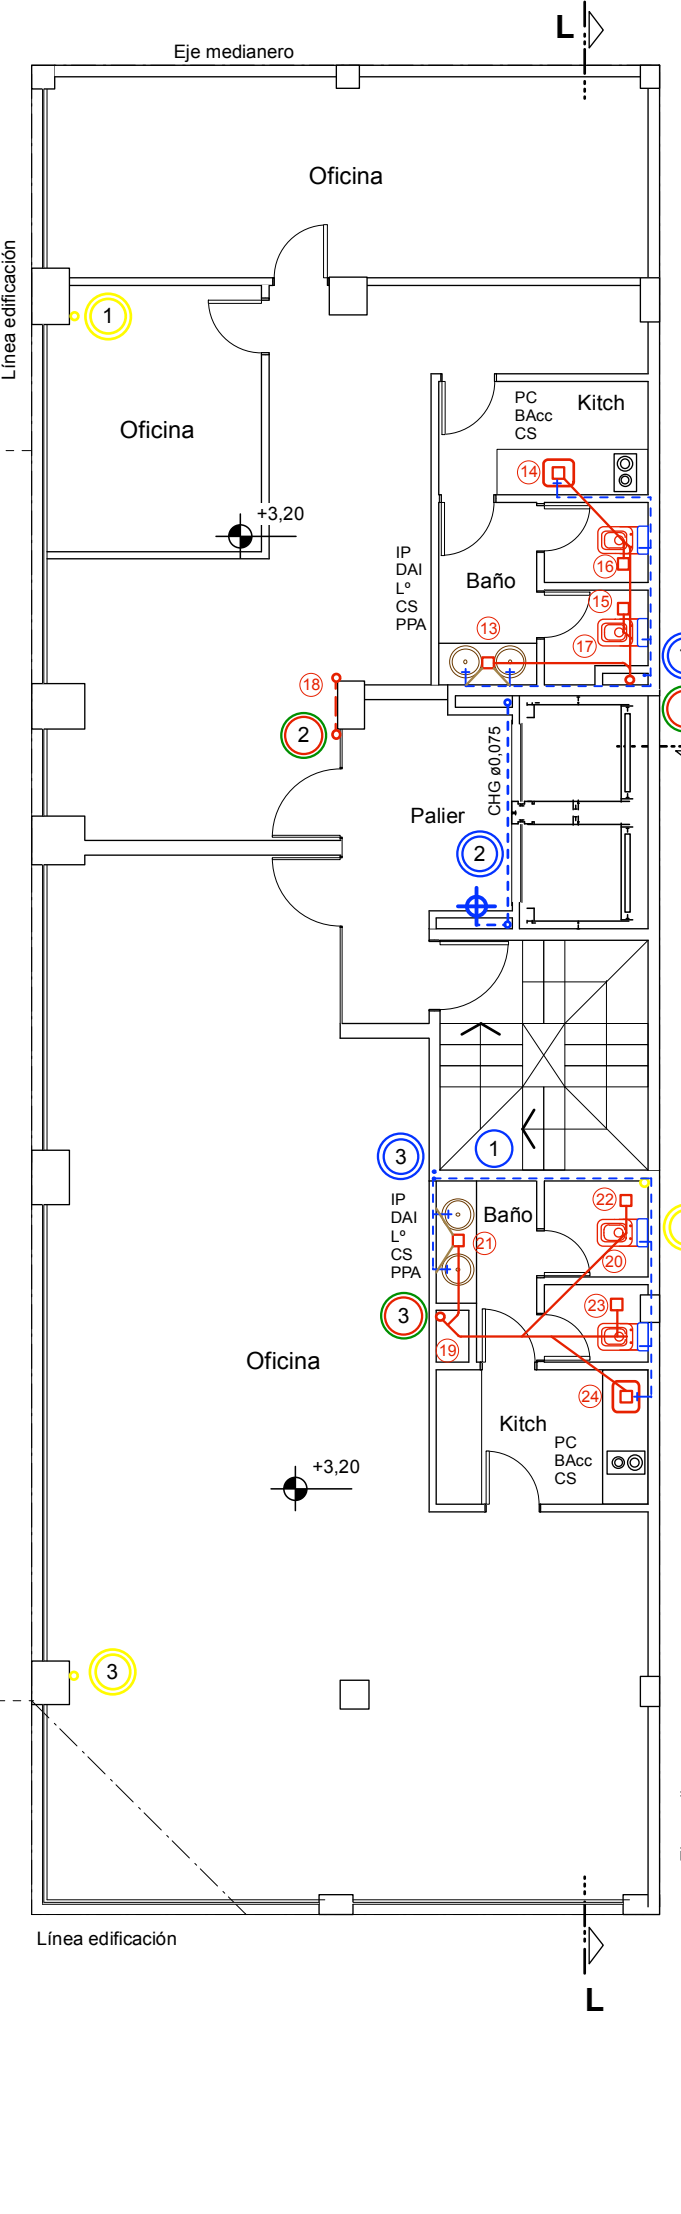 L
Eje medianero
Oficina
Línea edificación
1
Oficina
PC
BAcc
CS
Kitch
14
+3,20
IP
DAI
Lº
CS
PPA
16
Baño
15
13
17
18
2
CHG ø0,075
Palier
2
3
1
IP
DAI
Lº
CS
PPA
22
Baño
21
20
23
3
19
Oficina
24
Kitch
PC
BAcc
CS
+3,20
3
Línea edificación
L